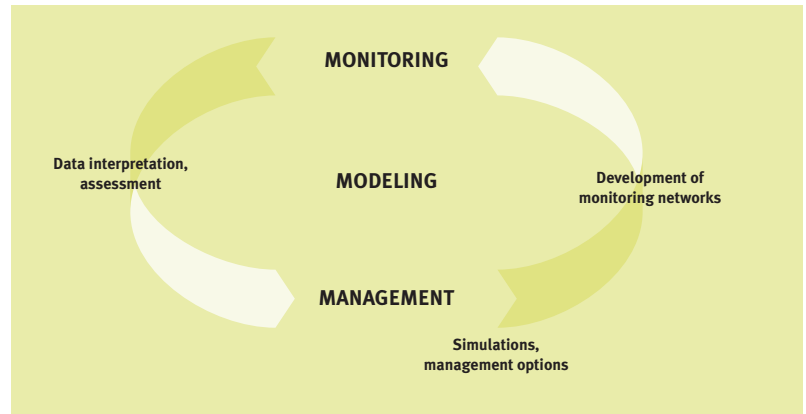 MONITORING
Data interpretation,
assessment
MODELING
Development of
monitoring networks
MANAGEMENT
Simulations,
management options